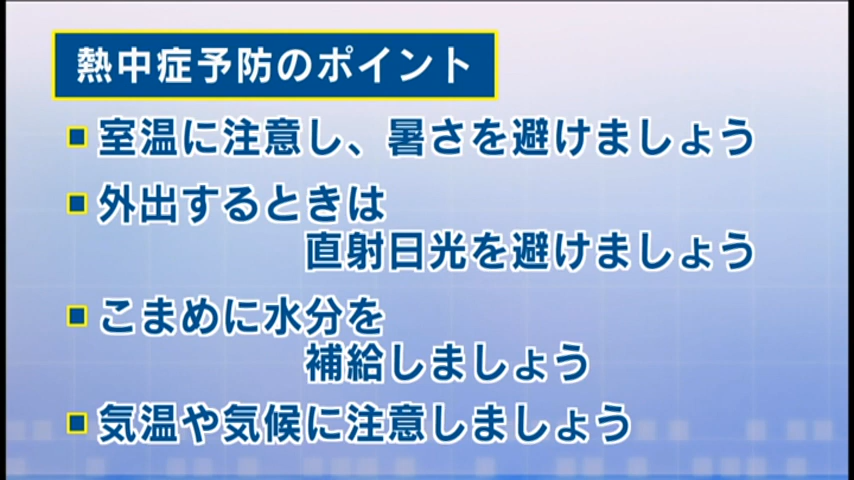 熱中症予防のポイント
室温に注意し、暑さを避けましょう
外出するときは
直射日光を避けましょう
こまめに水分を
補給しましょう
気温や気候に注意しましょう